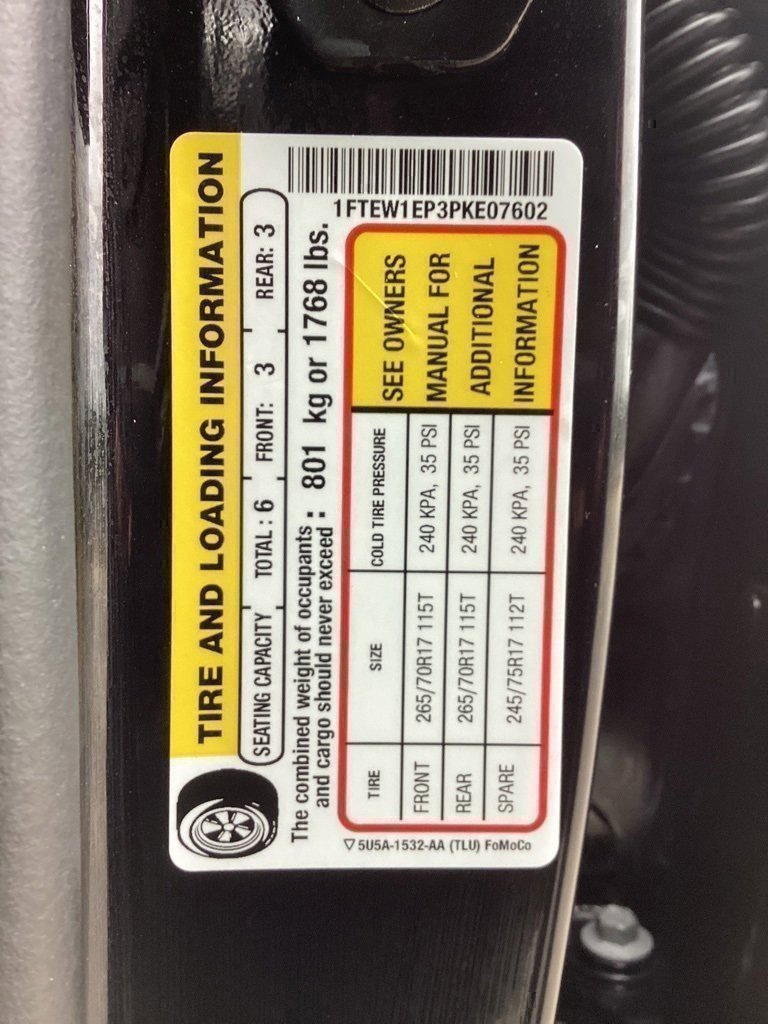 TIRE AND LOADING INFORMATION
SEATING CAPACITY TOTAL : 6 FRONT: 3 REAR: 3
The combined weight of occupants
and cargo should never exceed : 801 kg or 1768 lbs.
1FTEW1EP3PKE07602
TIRE SIZE COLD TIRE PRESSURE
FRONT 265/70R17 115T 240 KPA, 35 PSI
REAR 265/70R17 115T 240 KPA, 35 PSI
SPARE 245/75R17 112T 240 KPA, 35 PSI
SEE OWNERS
MANUAL FOR
ADDITIONAL
INFORMATION
5U5A-1532-AA (TLU) FoMoCo